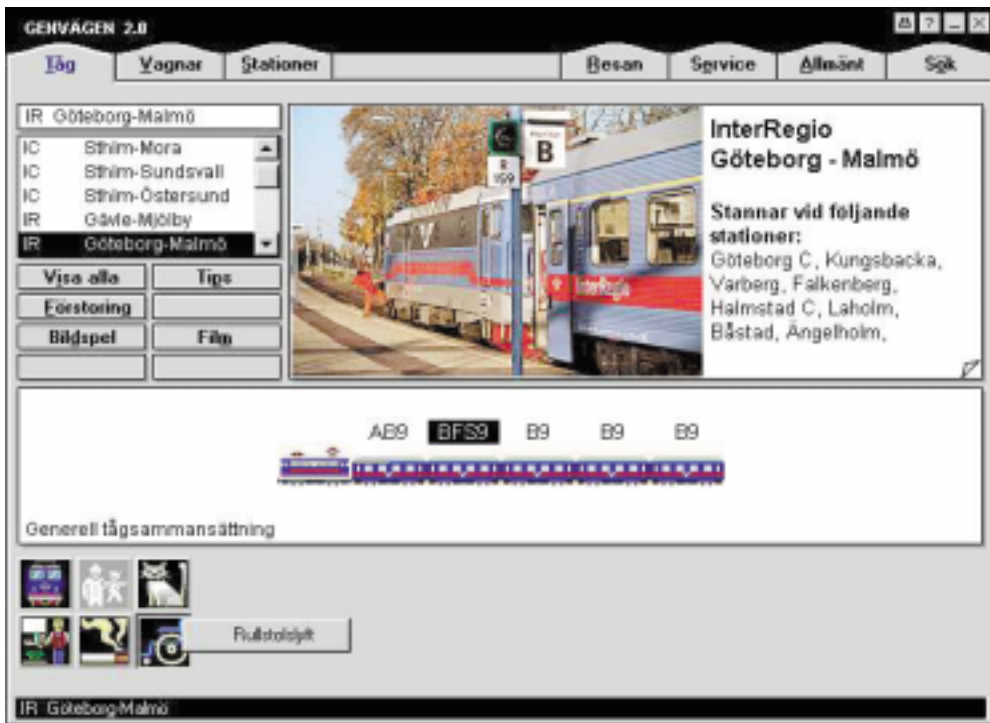 GENVÄGEN 2.0
Tåg Vagnar Stationer Besan Service Allmänt Sök
IR Göteborg-Malmö
IC Sthlm-Mora
IC Sthlm-Sundsvall
IC Sthlm-Östersund
IR Gävle-Mjölby
IR Göteborg-Malmö
Visa alla Tips
Förstoring
Bildspel Film
B
R
159
InterRegio
InterRegio
Göteborg - Malmö
Stannar vid följande
stationer:
Göteborg C, Kungsbacka,
Varberg, Falkenberg,
Halmstad C, Laholm,
Båstad, Ängelholm,
AB9 BFS9 B9 B9 B9
Generell tågsammansättning
Rullstolslyft
IR Göteborg-Malmö